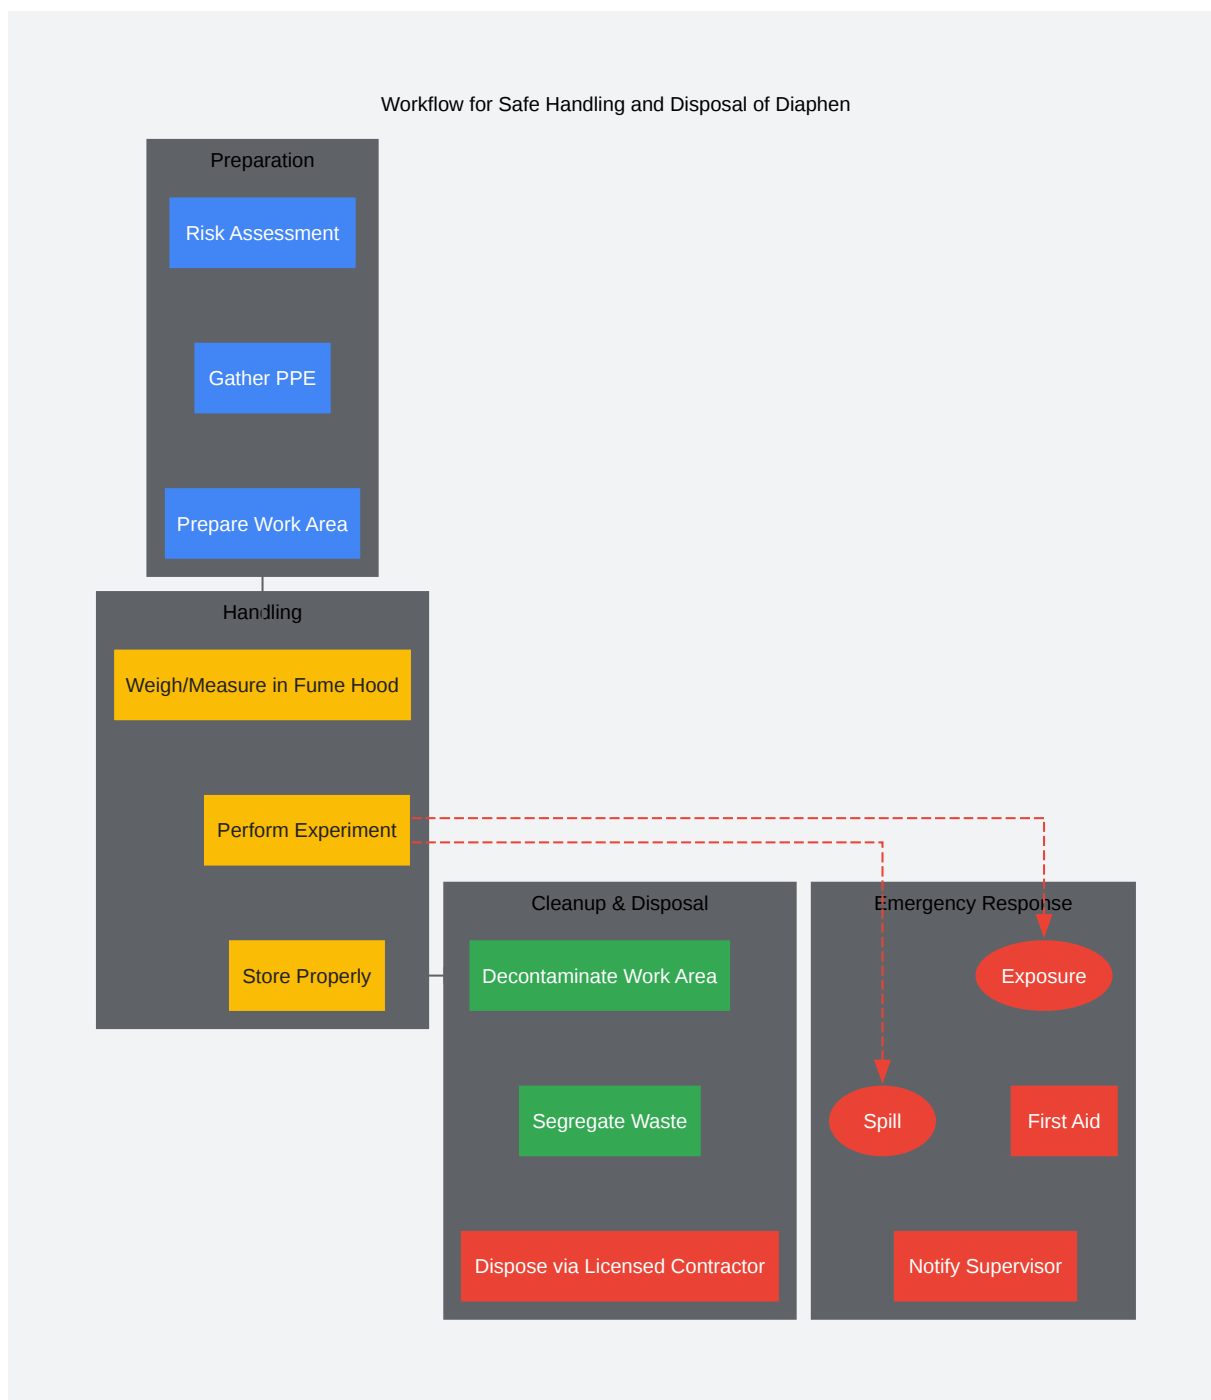 Workflow for Safe Handling and Disposal of Diaphen
Preparation
Risk Assessment
Gather PPE
Prepare Work Area
Handling
Weigh/Measure in Fume Hood
Perform Experiment
Store Properly
Cleanup & Disposal
Decontaminate Work Area
Segregate Waste
Dispose via Licensed Contractor
Emergency Response
Exposure
Spill
First Aid
Notify Supervisor